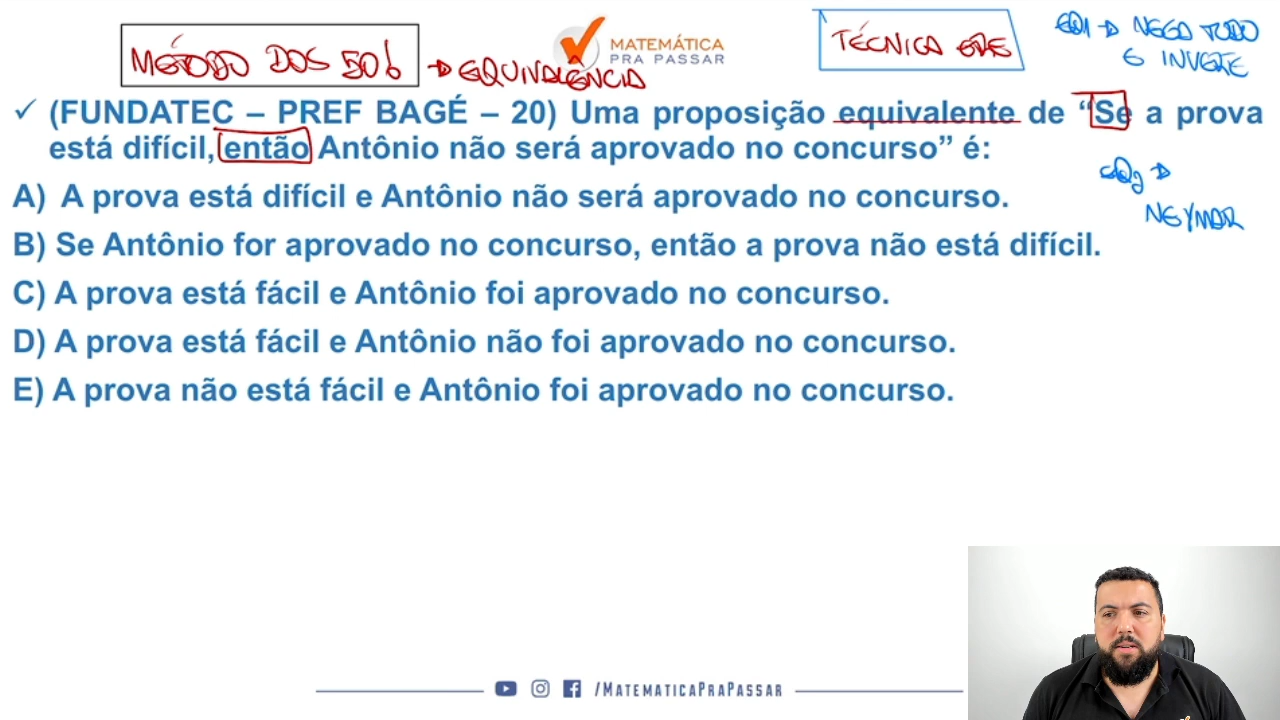 MÉTODO DOS 50%
→ EQUIVALÊNCIA
MATEMÁTICA
PRA PASSAR
TÉCNICA
EQ1 → NEGA TUDO
E INVERTE
✓ (FUNDATEC – PREF BAGÉ – 20) Uma proposição equivalente de “Se a prova
está difícil, então Antônio não será aprovado no concurso” é:
EQ2 →
NEYMAR
A) A prova está difícil e Antônio não será aprovado no concurso.
B) Se Antônio for aprovado no concurso, então a prova não está difícil.
C) A prova está fácil e Antônio foi aprovado no concurso.
D) A prova está fácil e Antônio não foi aprovado no concurso.
E) A prova não está fácil e Antônio foi aprovado no concurso.
/MATEMATICAPRAPASSAR